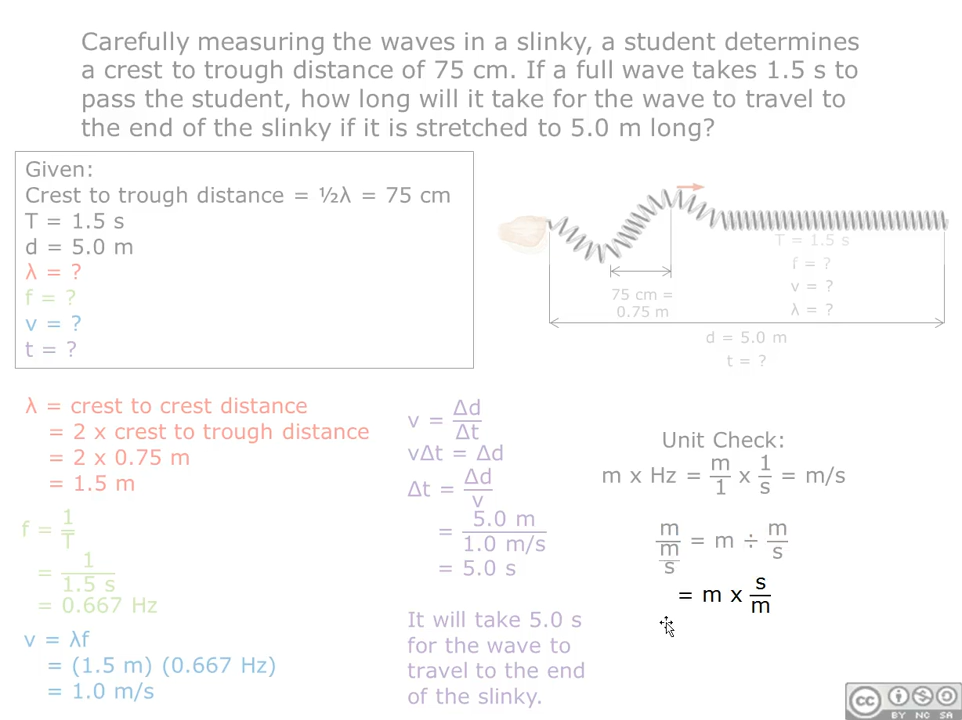 Carefully measuring the waves in a slinky, a student determines
a crest to trough distance of 75 cm. If a full wave takes 1.5 s to
pass the student, how long will it take for the wave to travel to
the end of the slinky if it is stretched to 5.0 m long?
Given:
Crest to trough distance = ½λ = 75 cm
T = 1.5 s
d = 5.0 m
λ = ?
f = ?
v = ?
t = ?
T = 1.5 s
f = ?
v = ?
λ = ?
75 cm =
0.75 m
d = 5.0 m
t = ?
λ = crest to crest distance
= 2 x crest to trough distance
= 2 x 0.75 m
= 1.5 m
f = 1/T
= 1/1.5 s
= 0.667 Hz
v = λf
= (1.5 m) (0.667 Hz)
= 1.0 m/s
v = Δd/Δt
vΔt = Δd
Δt = Δd/v
= 5.0 m/1.0 m/s
= 5.0 s
It will take 5.0 s
for the wave to
travel to the end
of the slinky.
Unit Check:
m x Hz = m/1 x 1/s = m/s
m/m/s = m ÷ m/s
= m x s/m
cc
BY NC SA